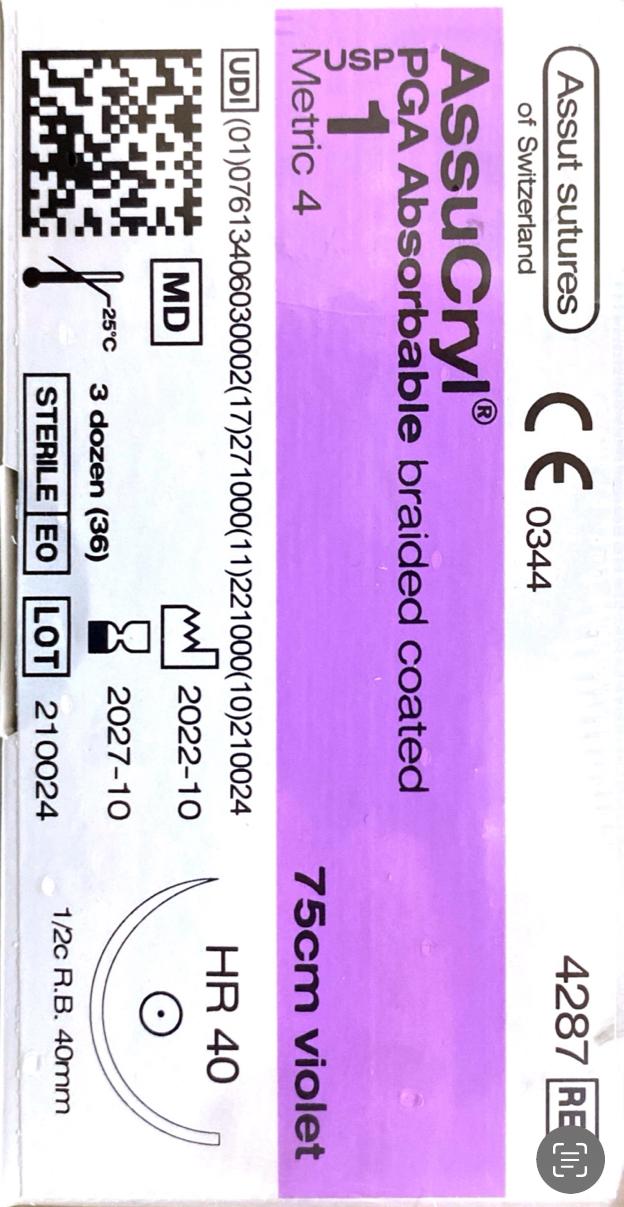 Assut sutures
of Switzerland
CE 0344
4287
AssuCryl®
PGA Absorbable braided coated
USP 1
Metric 4
75cm violet
UDI (01)07613406030002(17)271000(11)221000(10)210024
HR 40
MD
2022-10
25°C
2027-10
3 dozen (36)
STERILE EO
LOT 210024
1/2c R.B. 40mm